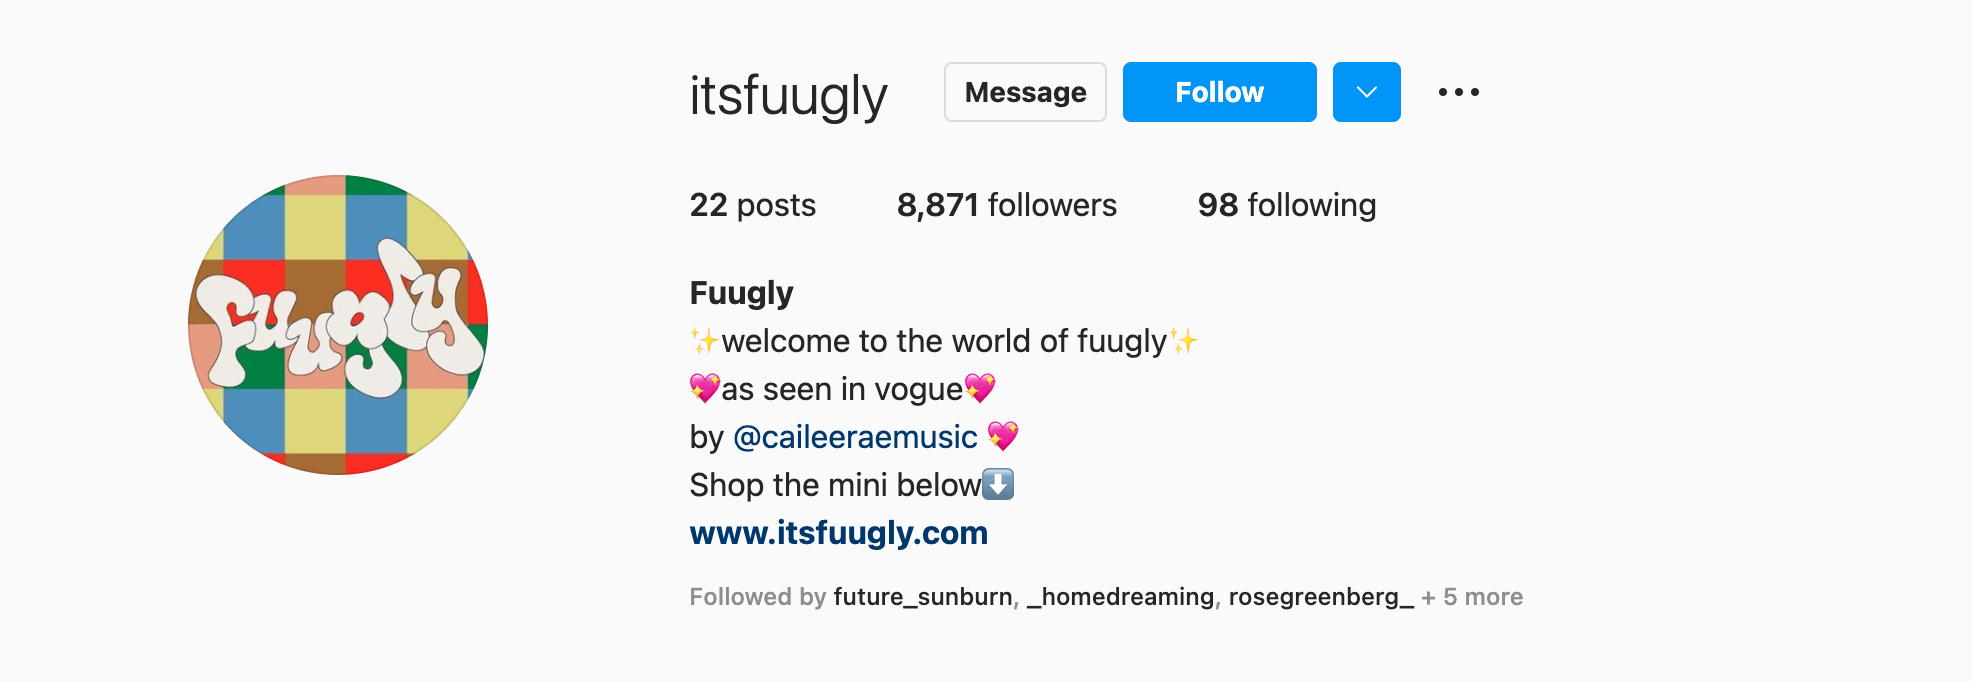 itsfuugly Message Follow
22 posts 8,871 followers 98 following
Fuugly
Fuugly
✨welcome to the world of fuugly✨
💖as seen in vogue💖
by @caileeraemusic 💖
Shop the mini below⬇️
www.itsfuugly.com
Followed by future_sunburn, _homedreaming, rosegreenberg_ + 5 more